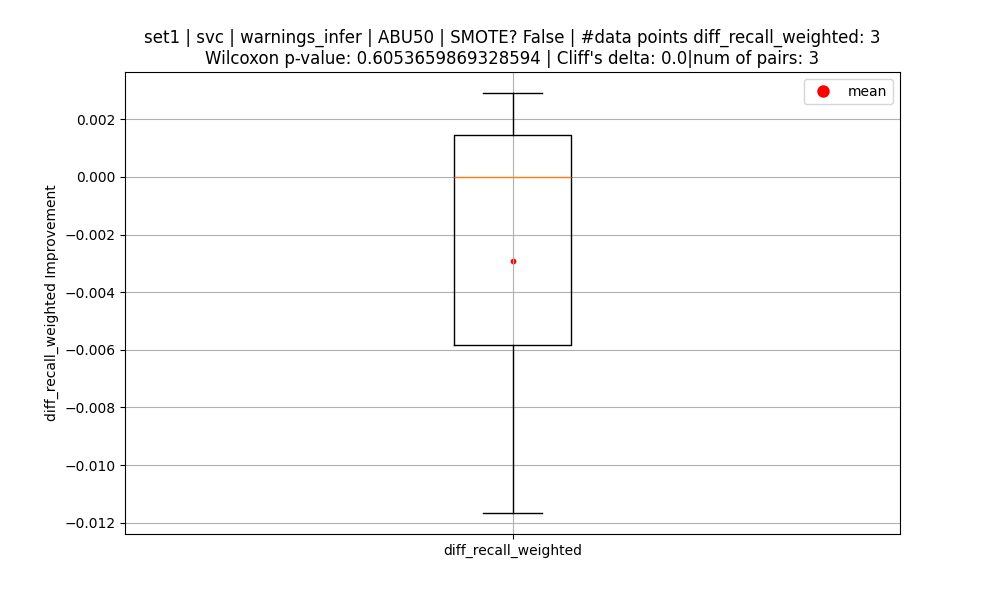 set1 | svc | warnings_infer | ABU50 | SMOTE? False | #data points diff_recall_weighted: 3
Wilcoxon p-value: 0.6053659869328594 | Cliff's delta: 0.0|num of pairs: 3
mean
0.002
0.000
−0.002
−0.004
−0.006
−0.008
−0.010
−0.012
diff_recall_weighted Improvement
diff_recall_weighted